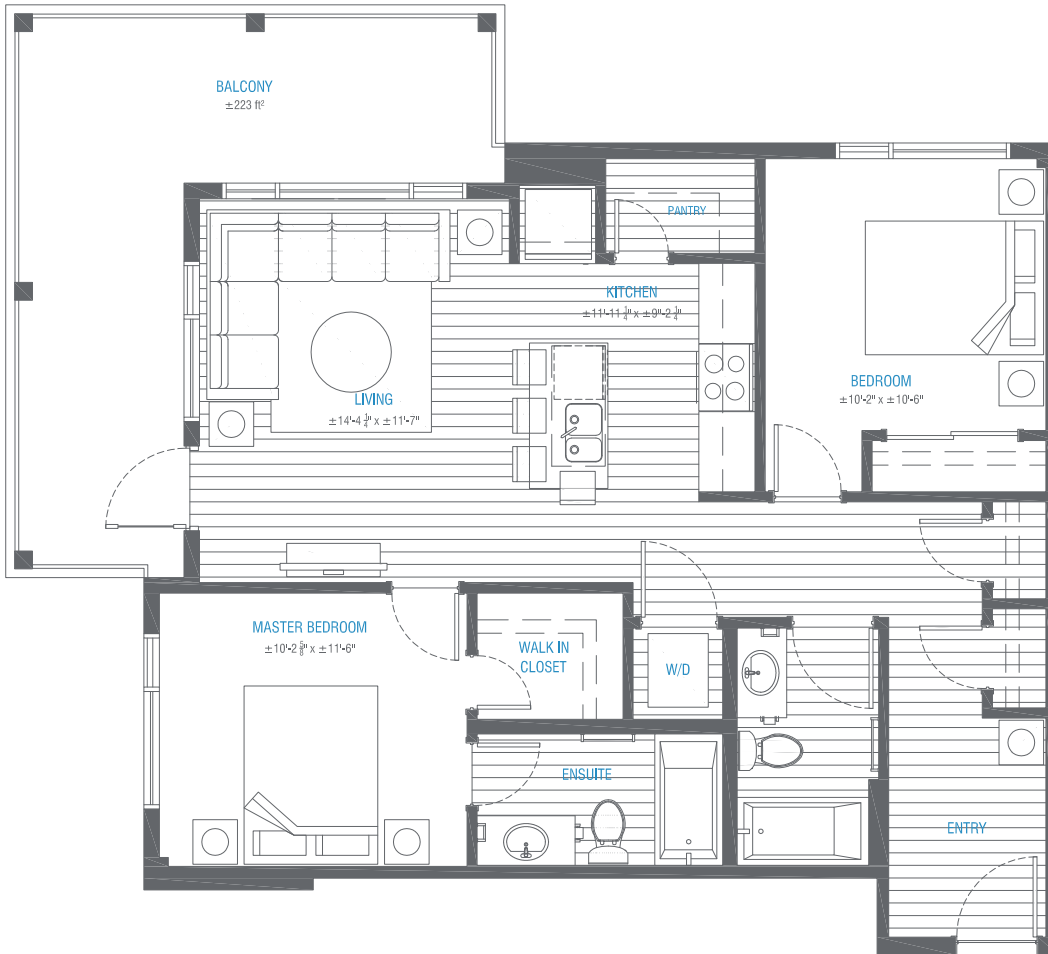 BALCONY
±223 ft²
PANTRY
KITCHEN
±11'-11 1/4" x ±9'-2 1/4"
BEDROOM
±10'-2" x ±10'-6"
LIVING
±14'-4 1/4" x ±11'-7"
MASTER BEDROOM
±10'-2 5/8" x ±11'-6"
WALK IN
CLOSET
W/D
ENSUITE
ENTRY